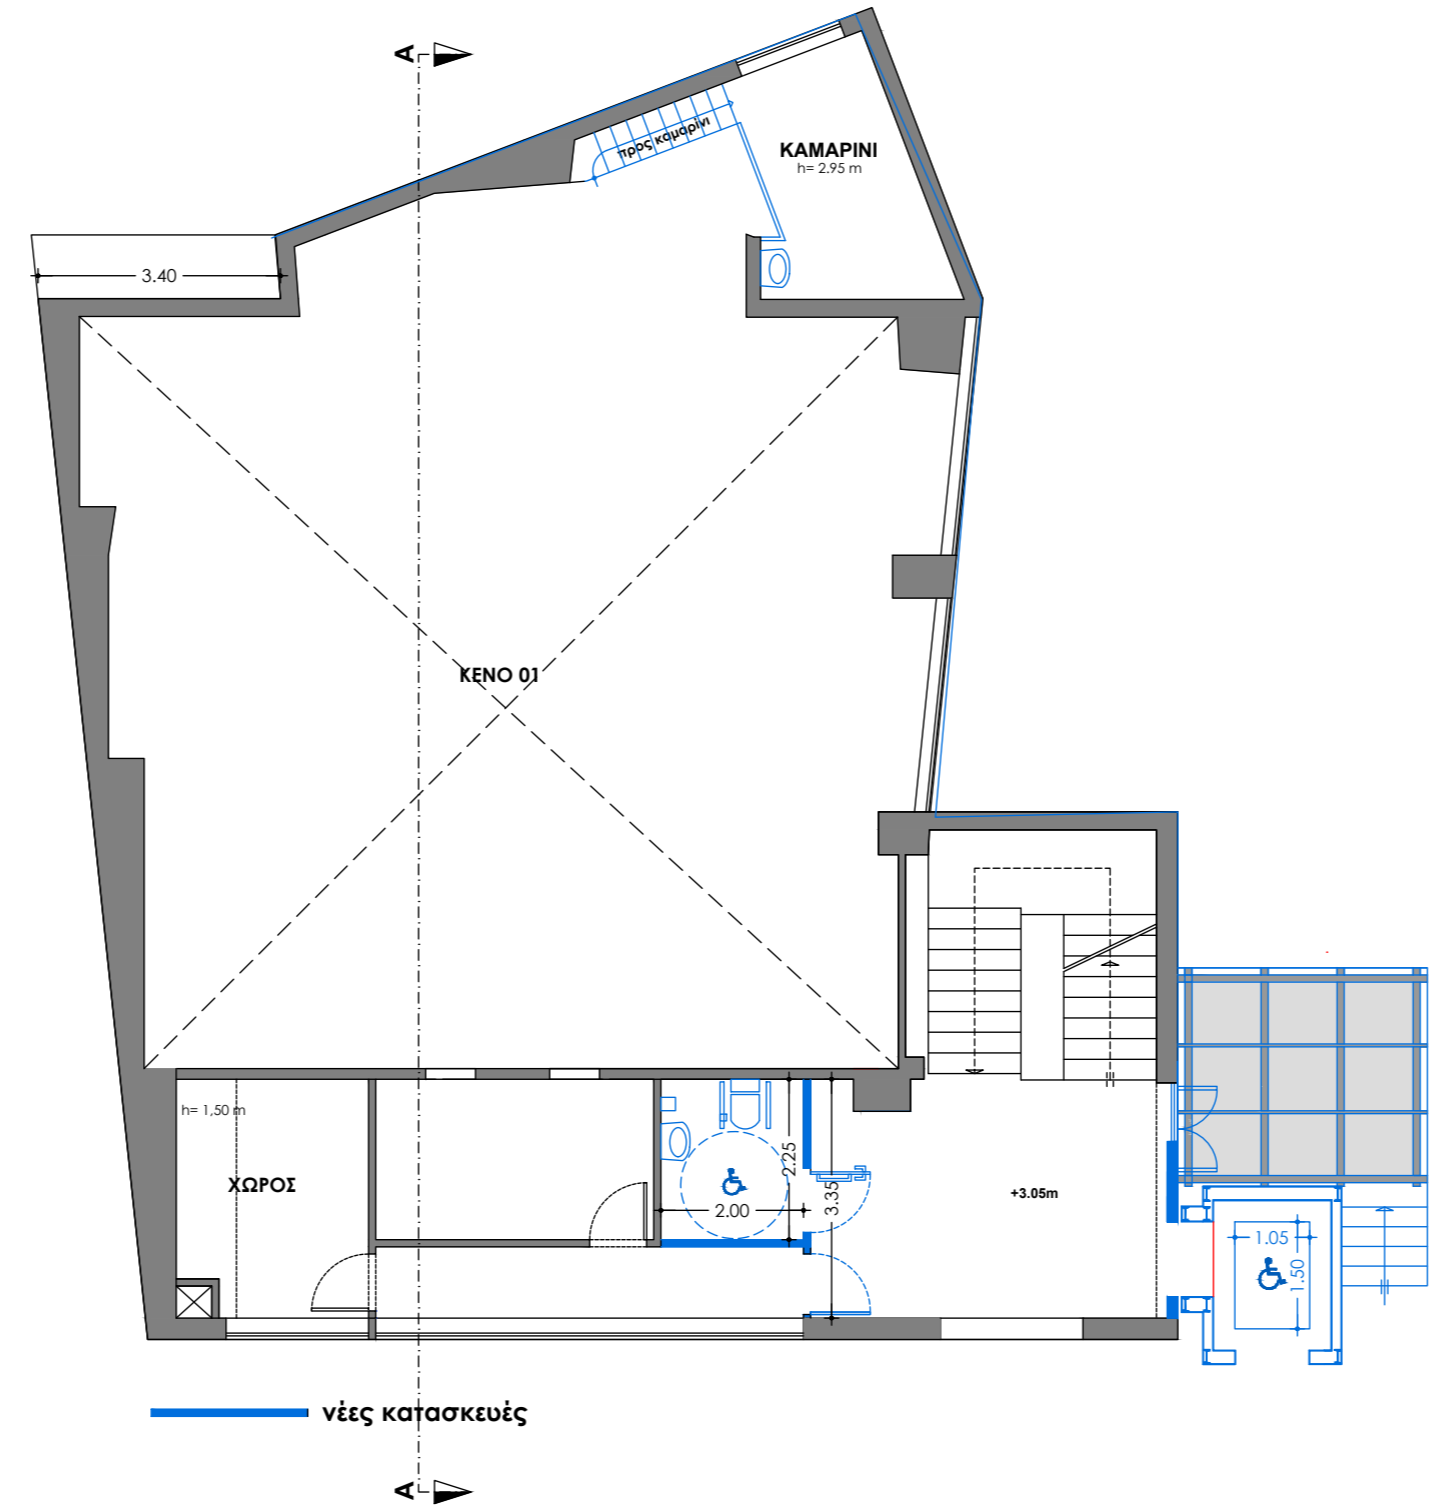 A
προς καμαρίνι
ΚΑΜΑΡΙΝΙ
h= 2.95 m
3.40
ΚΕΝΟ 01
h= 1,50 m
ΧΩΡΟΣ
2.25
2.00
3.35
+3.05m
1.05
1.50
νέες κατασκευές
A